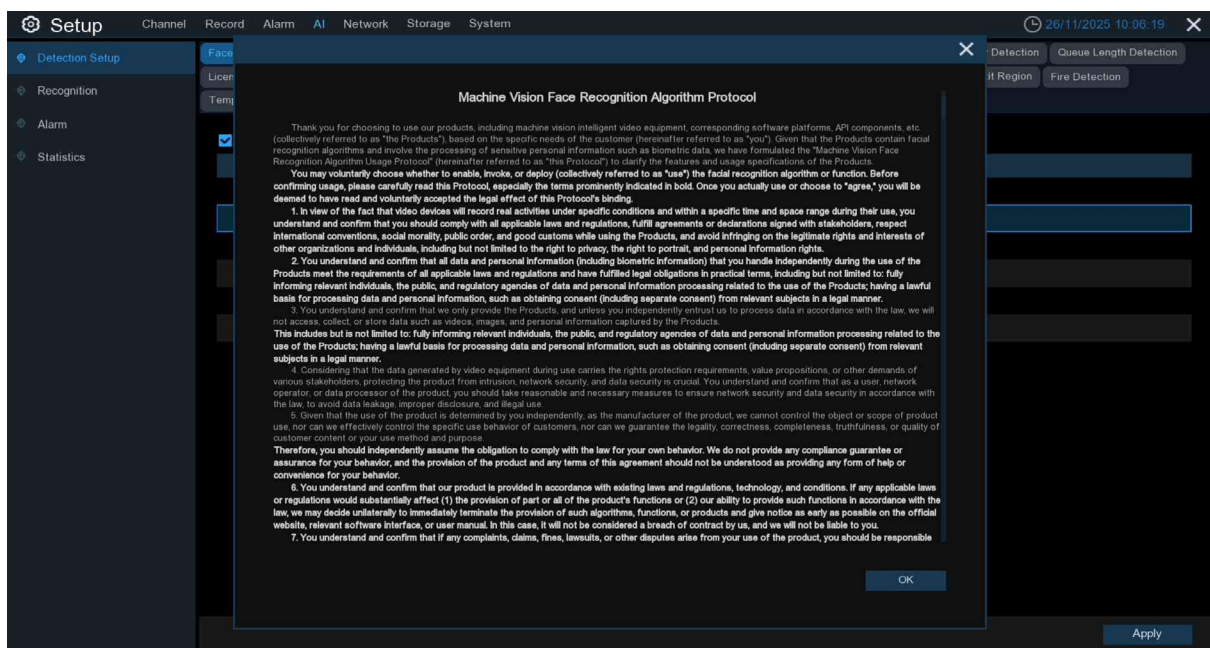 Setup
Channel Record Alarm AI Network Storage System
26/11/2025 10:06:19
Detection Setup
Recognition
Alarm
Statistics
Face
Detection
Queue Length Detection
Region
Fire Detection
Machine Vision Face Recognition Algorithm Protocol
Thank you for choosing to use our products, including machine vision intelligent video equipment, corresponding software platforms, API components, etc.
(collectively referred to as "the Products"), based on the specific needs of the customer (hereinafter referred to as "you"). Given that the Products contain facial
recognition algorithms and involve the processing of sensitive personal information such as biometric data, we have formulated the "Machine Vision Face
Recognition Algorithm Usage Protocol" (hereinafter referred to as "this Protocol") to clarify the features and usage specifications of the Products.
You may voluntarily choose whether to enable, invoke, or deploy (collectively referred to as "use") the facial recognition algorithm or function. Before
confirming usage, please carefully read this Protocol, especially the terms prominently indicated in bold. Once you actually use or choose to "agree," you will be
deemed to have read and voluntarily accepted the legal effect of this Protocol's binding.
1. In view of the fact that video devices will record real activities under specific conditions and within a specific time and space range during their use, you
understand and confirm that you should comply with all applicable laws and regulations, fulfill agreements or declarations signed with stakeholders, respect
international conventions, social morality, public order, and good customs while using the Products, and avoid infringing on the legitimate rights and interests of
other organizations and individuals, including but not limited to the right to privacy, the right to portrait, and personal information rights.
2. You understand and confirm that all data and personal information (including biometric information) that you handle independently during the use of the
Products meet the requirements of all applicable laws and regulations and have fulfilled legal obligations in practical terms, including but not limited to: fully
informing relevant individuals, the public, and regulatory agencies of data and personal information processing related to the use of the Products; having a lawful
basis for processing data and personal information, such as obtaining consent (including separate consent) from relevant subjects in a legal manner.
3. You understand and confirm that we only provide the Products, and unless you independently entrust us to process data in accordance with the law, we will
not access, collect, or store data such as videos, images, and personal information captured by the Products.
This includes but is not limited to: fully informing relevant individuals, the public, and regulatory agencies of data and personal information processing related to the
use of the Products; having a lawful basis for processing data and personal information, such as obtaining consent (including separate consent) from relevant
subjects in a legal manner.
4. Considering that the data generated by video equipment during use carries the rights protection requirements, value propositions, or other demands of
various stakeholders, protecting the product from intrusion, network security, and data security is crucial. You understand and confirm that as a user, network
operator, or data processor of the product, you should take reasonable and necessary measures to ensure network security and data security in accordance with
the law, to avoid data leakage, improper disclosure, and illegal use.
5. Given that the use of the product is determined by you independently, as the manufacturer of the product, we cannot control the object or scope of product
use, nor can we effectively control the specific use behavior of customers, nor can we guarantee the legality, correctness, completeness, truthfulness, or quality of
customer content or your use method and purpose.
Therefore, you should independently assume the obligation to comply with the law for your own behavior. We do not provide any compliance guarantee or
assurance for your behavior, and the provision of the product and any terms of this agreement should not be understood as providing any form of help or
convenience for your behavior.
6. You understand and confirm that our product is provided in accordance with existing laws and regulations, technology, and conditions. If any applicable laws
or regulations would substantially affect (1) the provision of part or all of the product's functions or (2) our ability to provide such functions in accordance with the
law, we may decide unilaterally to immediately terminate the provision of such algorithms, functions, or products and give notice as early as possible on the official
website, relevant software interface, or user manual. In this case, it will not be considered a breach of contract by us, and we will not be liable to you.
7. You understand and confirm that if any complaints, claims, fines, lawsuits, or other disputes arise from your use of the product, you should be responsible
OK
Apply